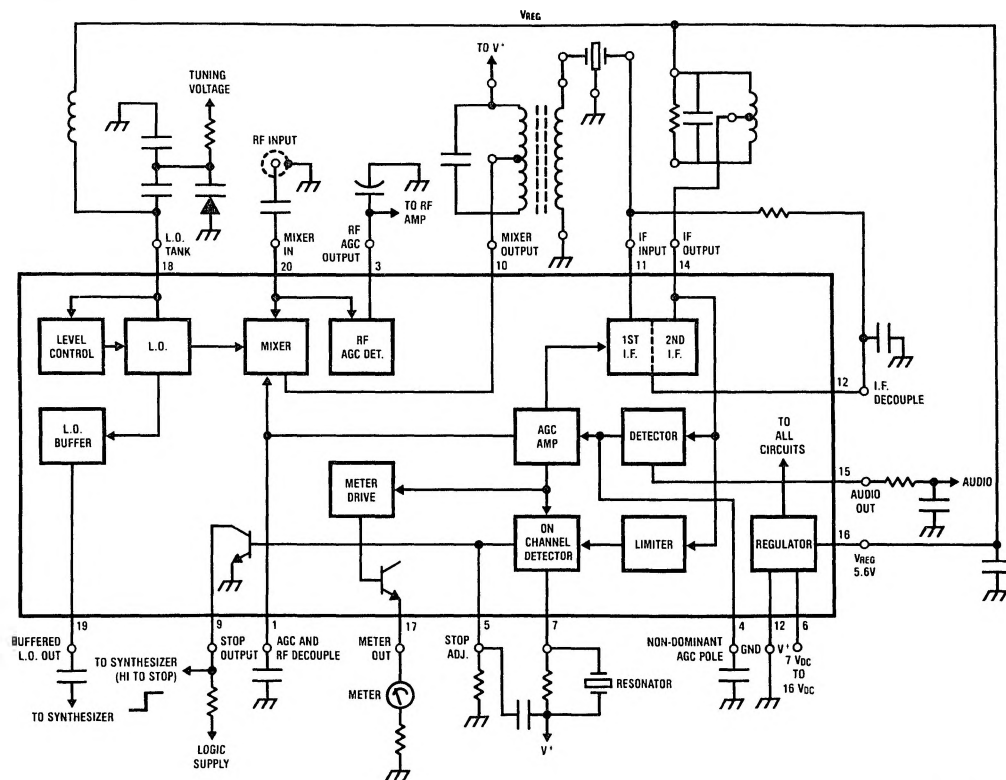 VREG
TO V+
TUNING
VOLTAGE
RF INPUT
TO RF
AMP
L.O.
TANK
18
MIXER
IN
20
RF
AGC
OUTPUT
3
MIXER
OUTPUT
10
IF
INPUT
11
IF
OUTPUT
14
LEVEL
CONTROL
L.O.
MIXER
RF
AGC DET.
1ST
I.F.
2ND
I.F.
12
I.F.
DECOUPLE
L.O.
BUFFER
AGC
AMP
DETECTOR
TO
ALL
CIRCUITS
15
AUDIO
OUT
AUDIO
METER
DRIVE
ON
CHANNEL
DETECTOR
LIMITER
REGULATOR
16
VREG
5.6V
19
BUFFERED
L.O. OUT
9
STOP
OUTPUT
1
AGC AND
RF DECOUPLE
17
METER
OUT
5
STOP
ADJ.
7
4
NON-DOMINANT
AGC POLE
12
GND
6
V+
7 VDC
TO
16 VDC
TO SYNTHESIZER
(HI TO STOP)
TO SYNTHESIZER
LOGIC
SUPPLY
METER
RESONATOR
V+